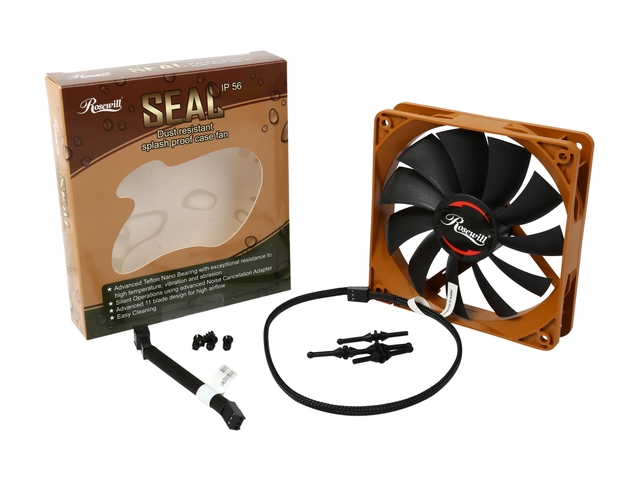 Rosewill
SEAL
IP 56
Dust resistant
splash proof case fan
SEAL
Advanced Teflon Nano Bearing with exceptional resistance to
high temperature, vibration and abrasion
Silent Operations using advanced Noise Cancelation Adapter
Advanced 11 blade design for high airflow
Easy Cleaning
Rosewill